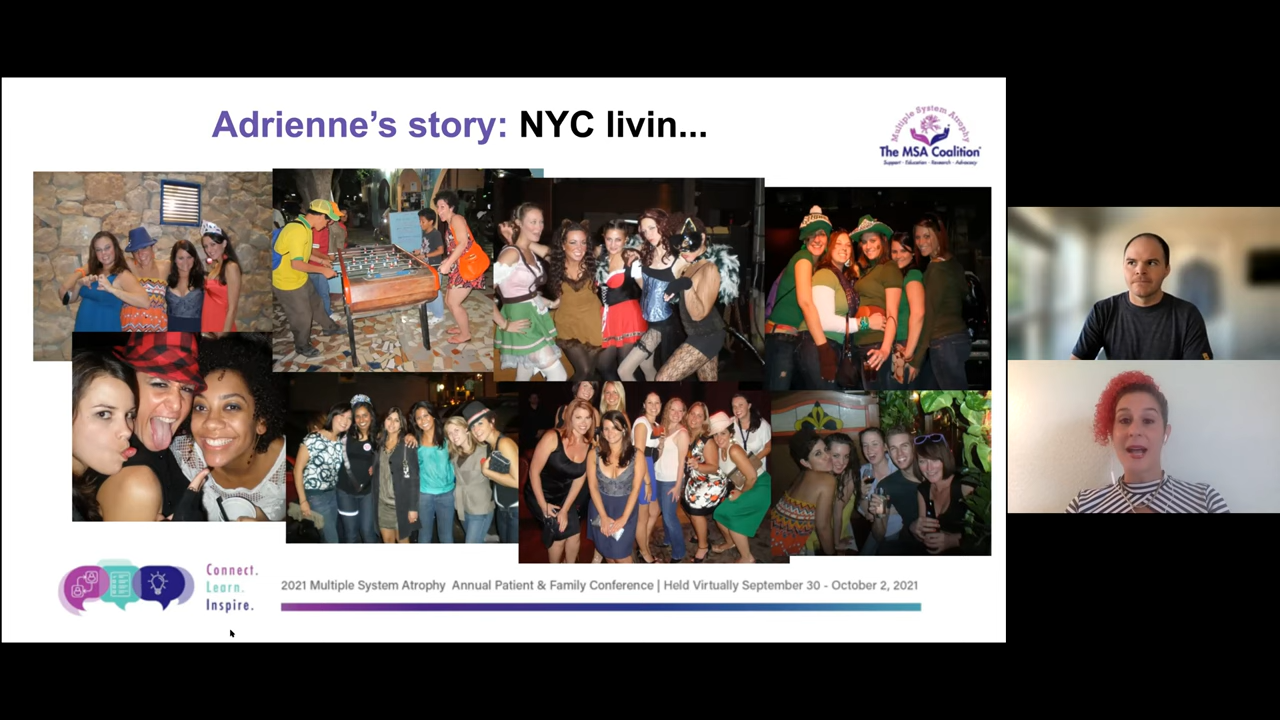 Adrienne's story: NYC livin...
Multiple System Atrophy
The MSA Coalition®
Support · Education · Research · Advocacy
Connect.
Learn.
Inspire.
2021 Multiple System Atrophy Annual Patient & Family Conference | Held Virtually September 30 - October 2, 2021